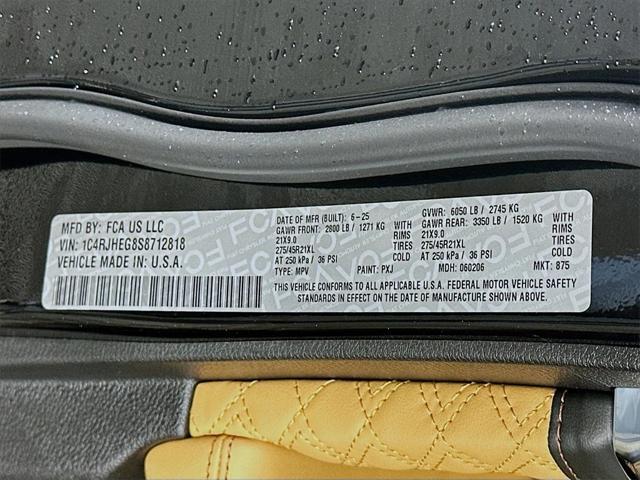 MFD BY: FCA US LLC
VIN: 1C4RJHEG8S8712818
VEHICLE MADE IN: U.S.A.
DATE OF MFR (BUILT): 6-25
GVWR: 6050 LB / 2745 KG
GAWR FRONT: 2800 LB / 1271 KG WITH
GAWR REAR: 3350 LB / 1520 KG WITH
21X9.0 RIMS
21X9.0 RIMS
275/45R21XL TIRES
275/45R21XL TIRES
AT 250 kPa / 36 PSI COLD
AT 250 kPa / 36 PSI COLD
TYPE: MPV PAINT: PXJ MDH: 060206 MKT: 875
THIS VEHICLE CONFORMS TO ALL APPLICABLE U.S.A. FEDERAL MOTOR VEHICLE SAFETY
STANDARDS IN EFFECT ON THE DATE OF MANUFACTURE SHOWN ABOVE.